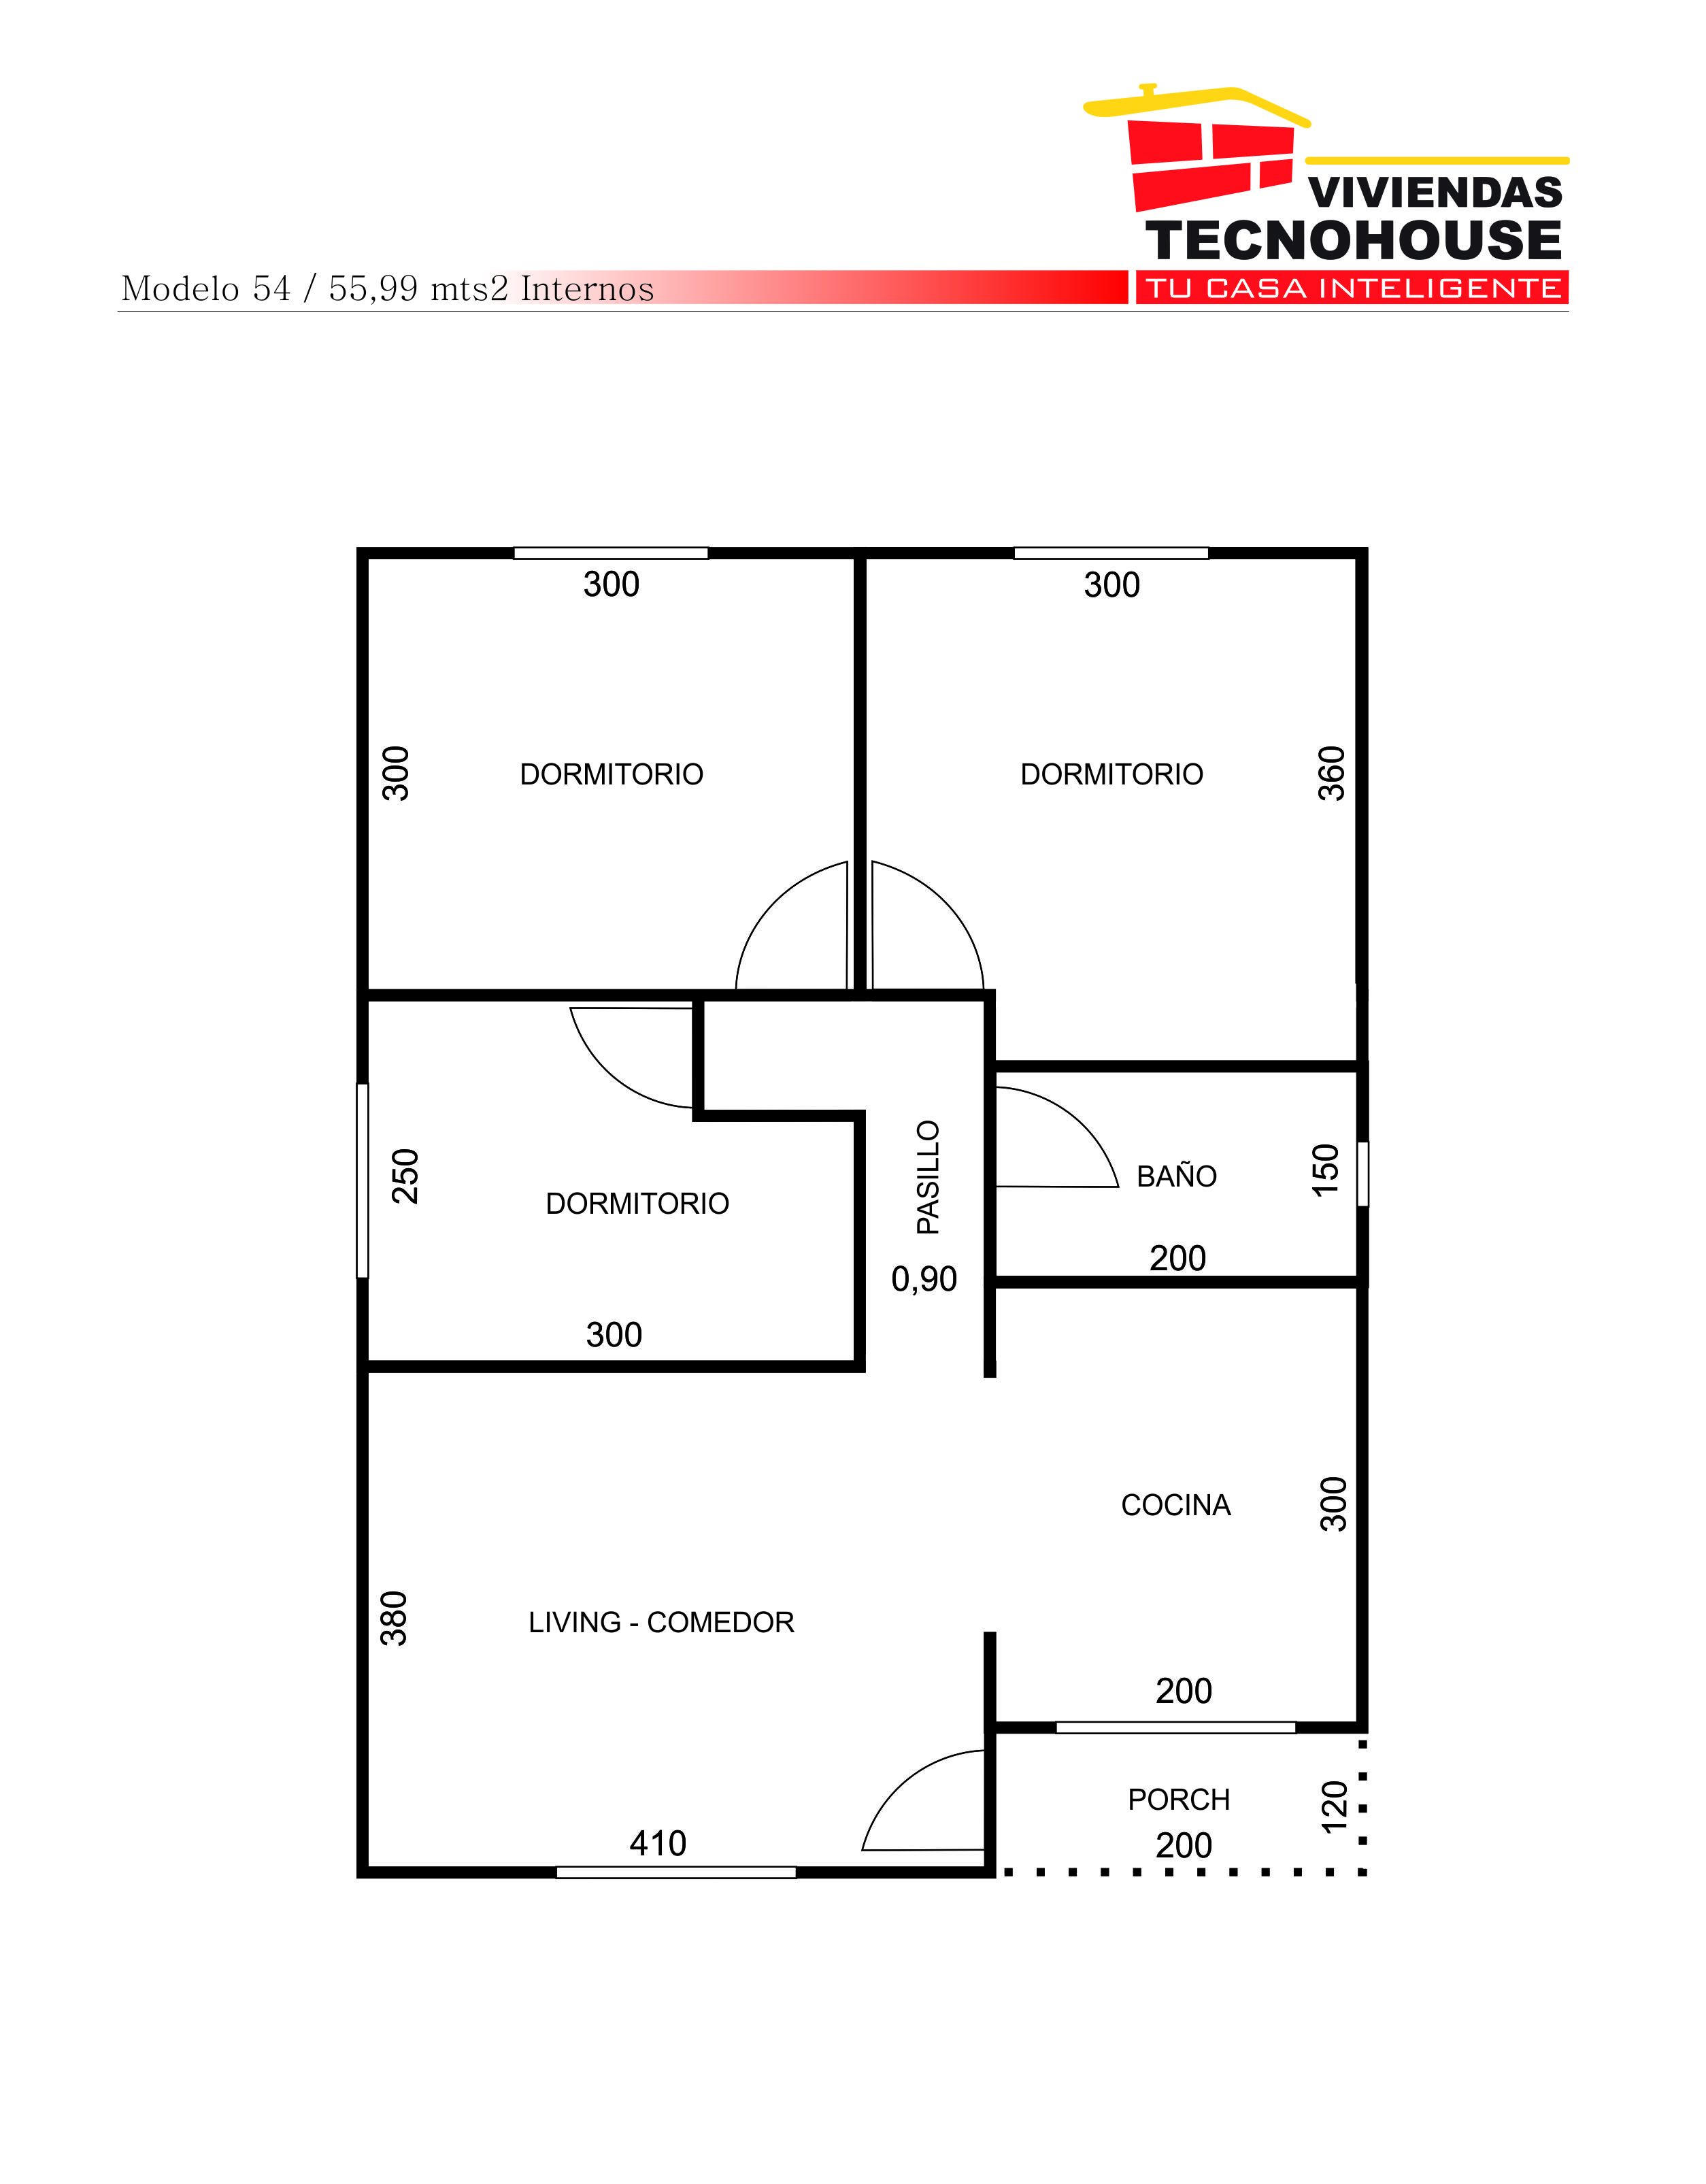 VIVIENDAS
TECNOHOUSE
TU CASA INTELIGENTE
Modelo 54 / 55,99 mts2 Internos
300
300
300
DORMITORIO
DORMITORIO
360
250
DORMITORIO
300
PASILLO
0,90
BAÑO
150
200
COCINA
300
200
380
LIVING - COMEDOR
410
PORCH
120
200